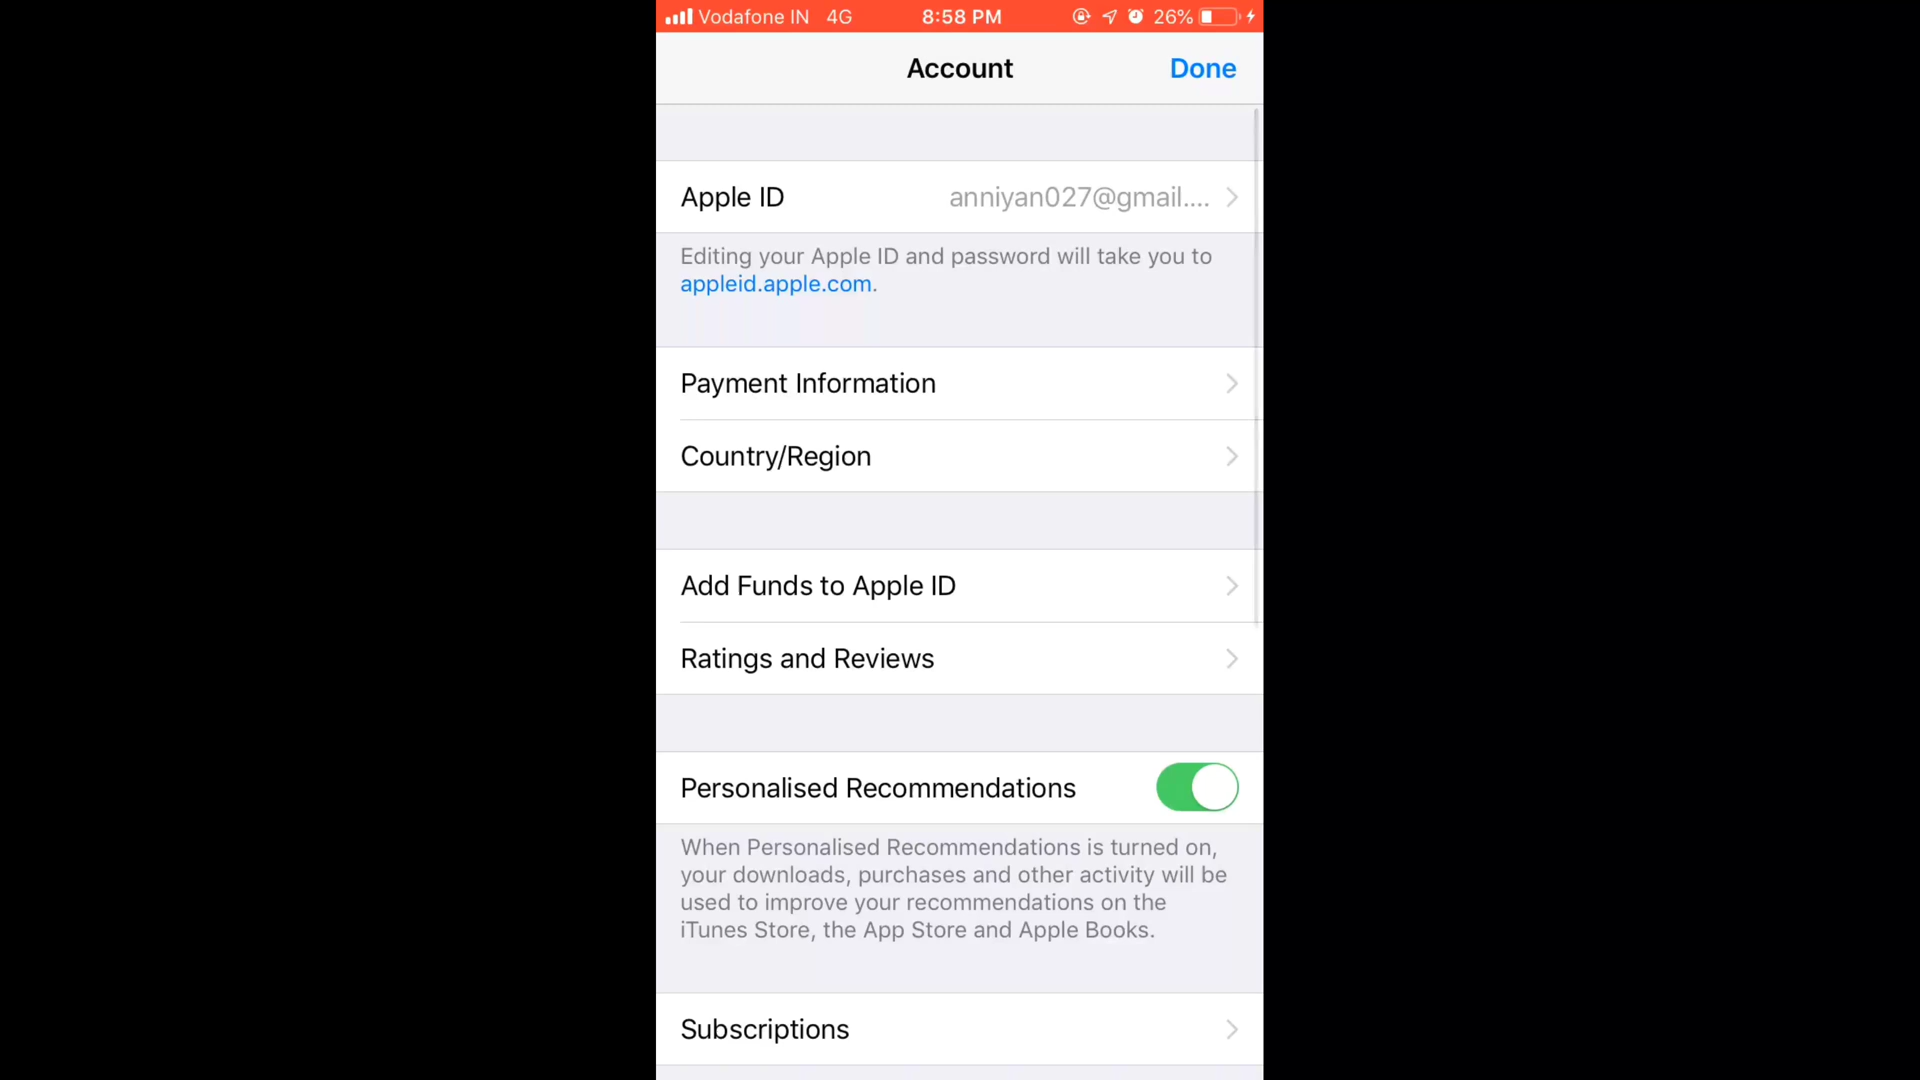 Vodafone IN 4G 8:58 PM 26%
Account Done
Apple ID anniyan027@gmail....
Editing your Apple ID and password will take you to
appleid.apple.com.
Payment Information
Country/Region
Add Funds to Apple ID
Ratings and Reviews
Personalised Recommendations
When Personalised Recommendations is turned on,
your downloads, purchases and other activity will be
used to improve your recommendations on the
iTunes Store, the App Store and Apple Books.
Subscriptions